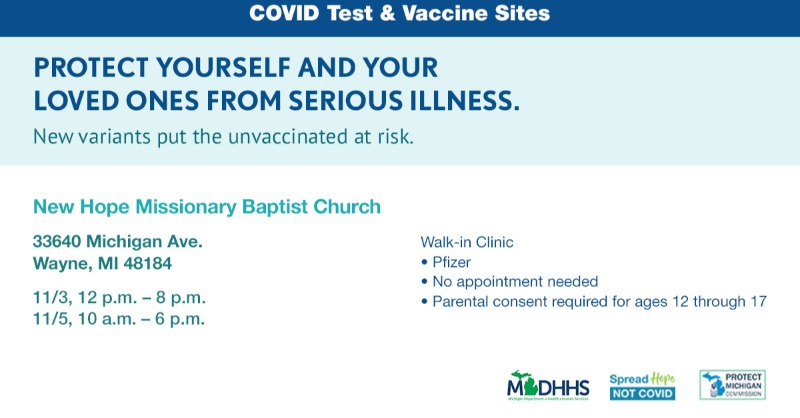 COVID Test & Vaccine Sites
PROTECT YOURSELF AND YOUR
LOVED ONES FROM SERIOUS ILLNESS.
New variants put the unvaccinated at risk.
New Hope Missionary Baptist Church
33640 Michigan Ave.
Wayne, MI 48184
11/3, 12 p.m. – 8 p.m.
11/5, 10 a.m. – 6 p.m.
Walk-in Clinic
• Pfizer
• No appointment needed
• Parental consent required for ages 12 through 17
MDHHS
Michigan Department of Health & Human Services
Spread Hope
NOT COVID
PROTECT
MICHIGAN
COMMISSION